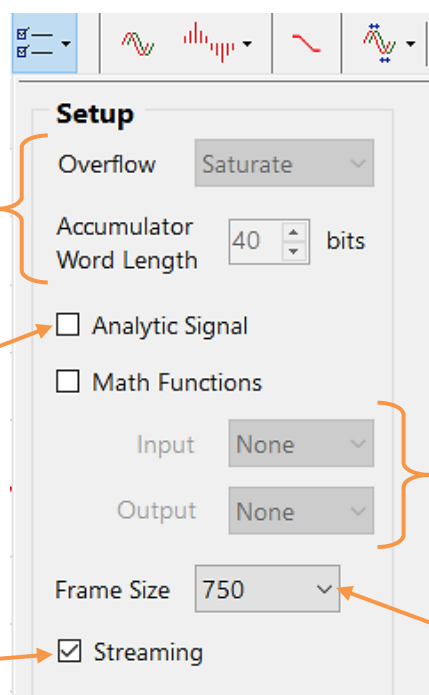 Setup
Overflow Saturate
Accumulator
Word Length 40 bits
Analytic Signal
Math Functions
Input None
Output None
Frame Size 750
Streaming